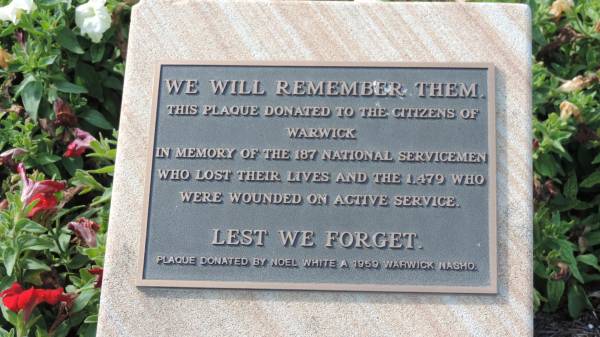 WE WILL REMEMBER THEM.
THIS PLAQUE DONATED TO THE CITIZENS OF
WARWICK
IN MEMORY OF THE 187 NATIONAL SERVICEMEN
WHO LOST THEIR LIVES AND THE 1,479 WHO
WERE WOUNDED ON ACTIVE SERVICE.
LEST WE FORGET.
PLAQUE DONATED BY NOEL WHITE A 1959 WARWICK NASHO.